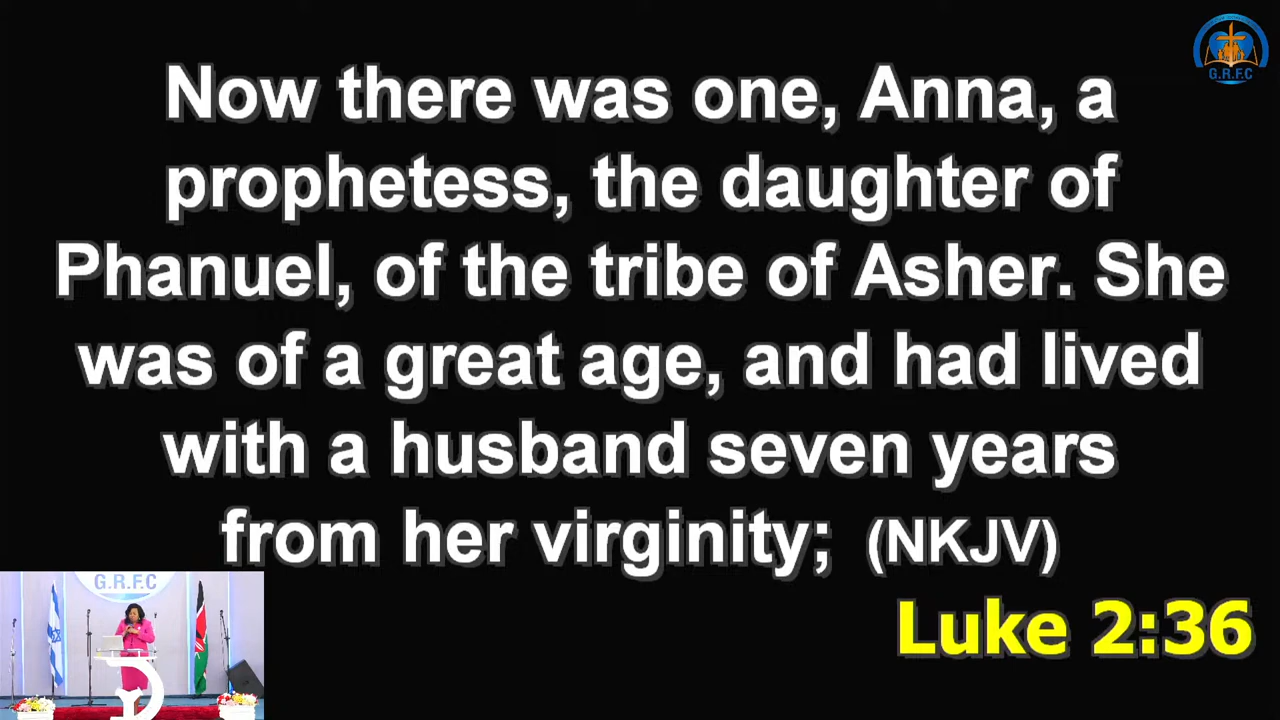 G.R.F.C
Now there was one, Anna, a
prophetess, the daughter of
Phanuel, of the tribe of Asher. She
was of a great age, and had lived
with a husband seven years
from her virginity; (NKJV)
Luke 2:36
G.R.F.C